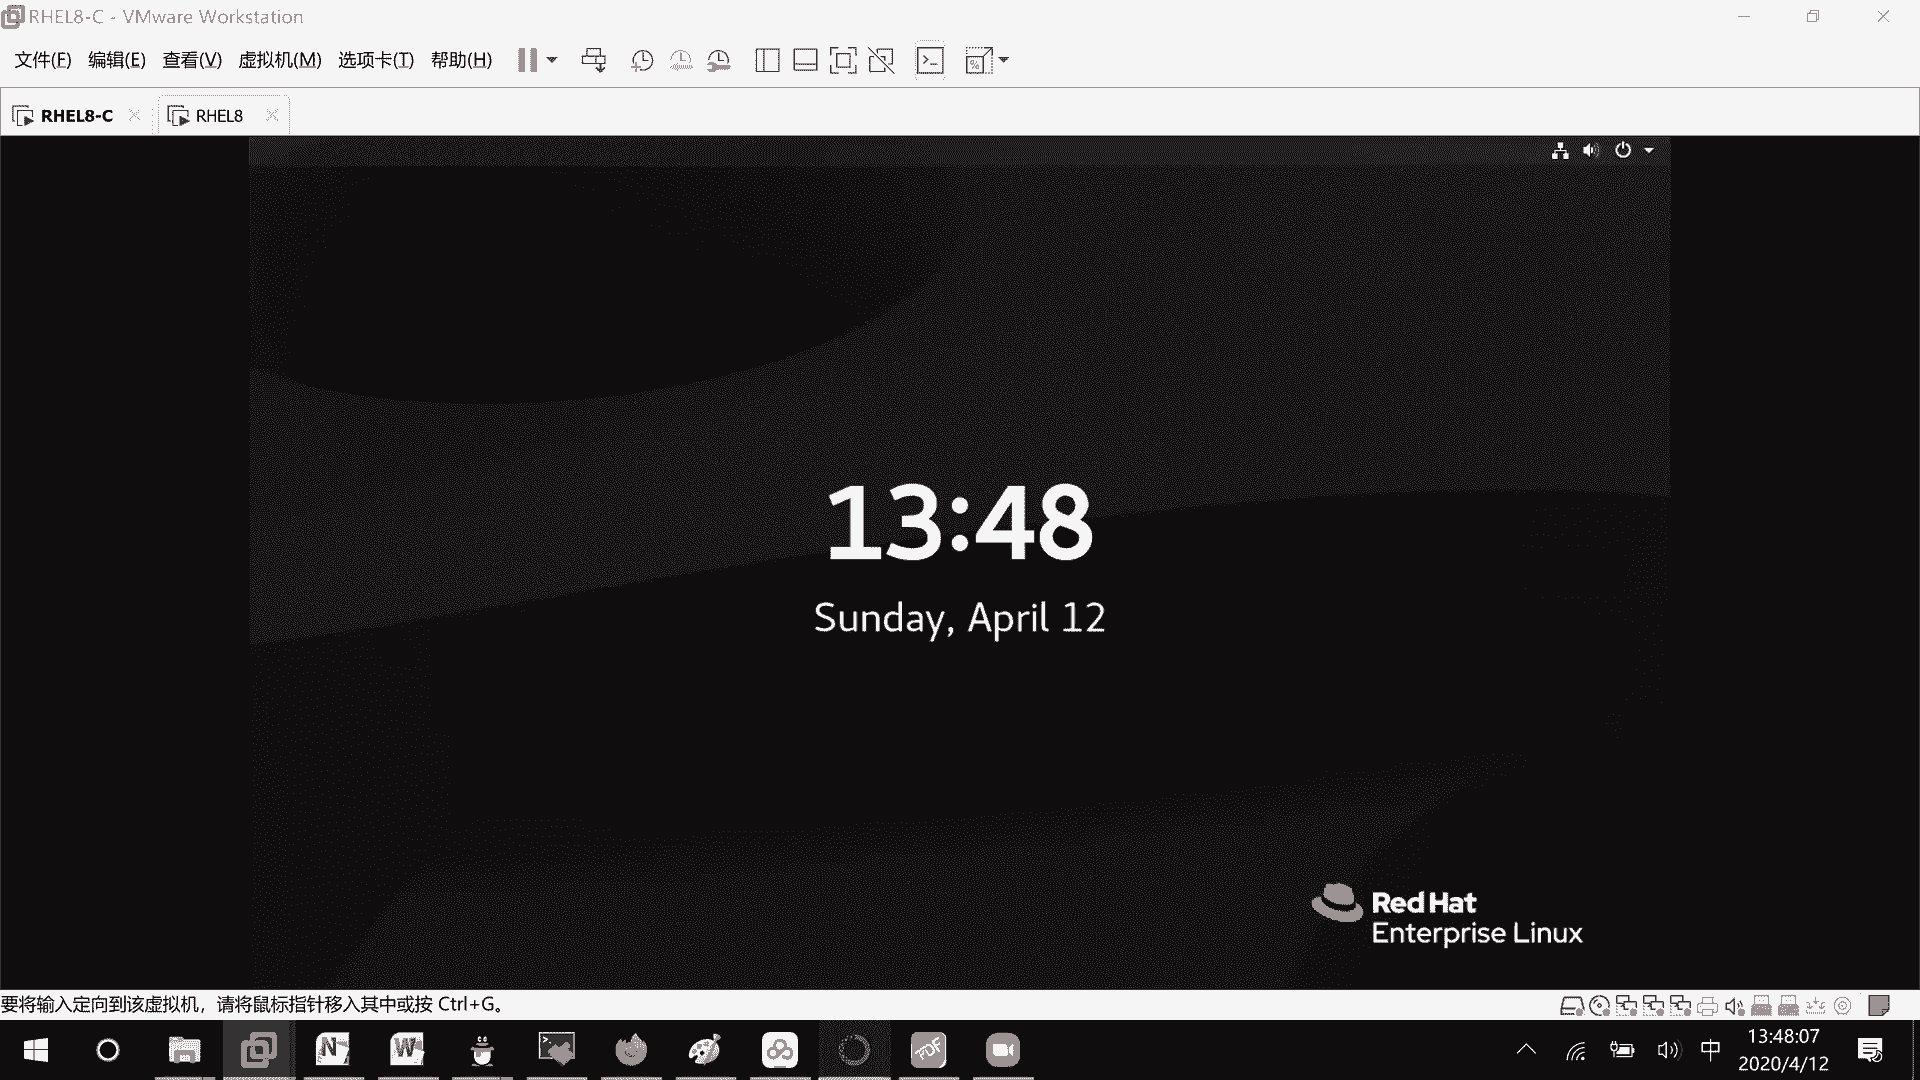 RHEL8-C - VMware Workstation
文件(F) 编辑(E) 查看(V) 虚拟机(M) 选项卡(T) 帮助(H)
RHEL8-C
RHEL8
13:48
Sunday, April 12
Red Hat
Enterprise Linux
要将输入定向到该虚拟机，请将鼠标指针移入其中或按 Ctrl+G。
N
W
PDF
中
13:48:07
2020/4/12